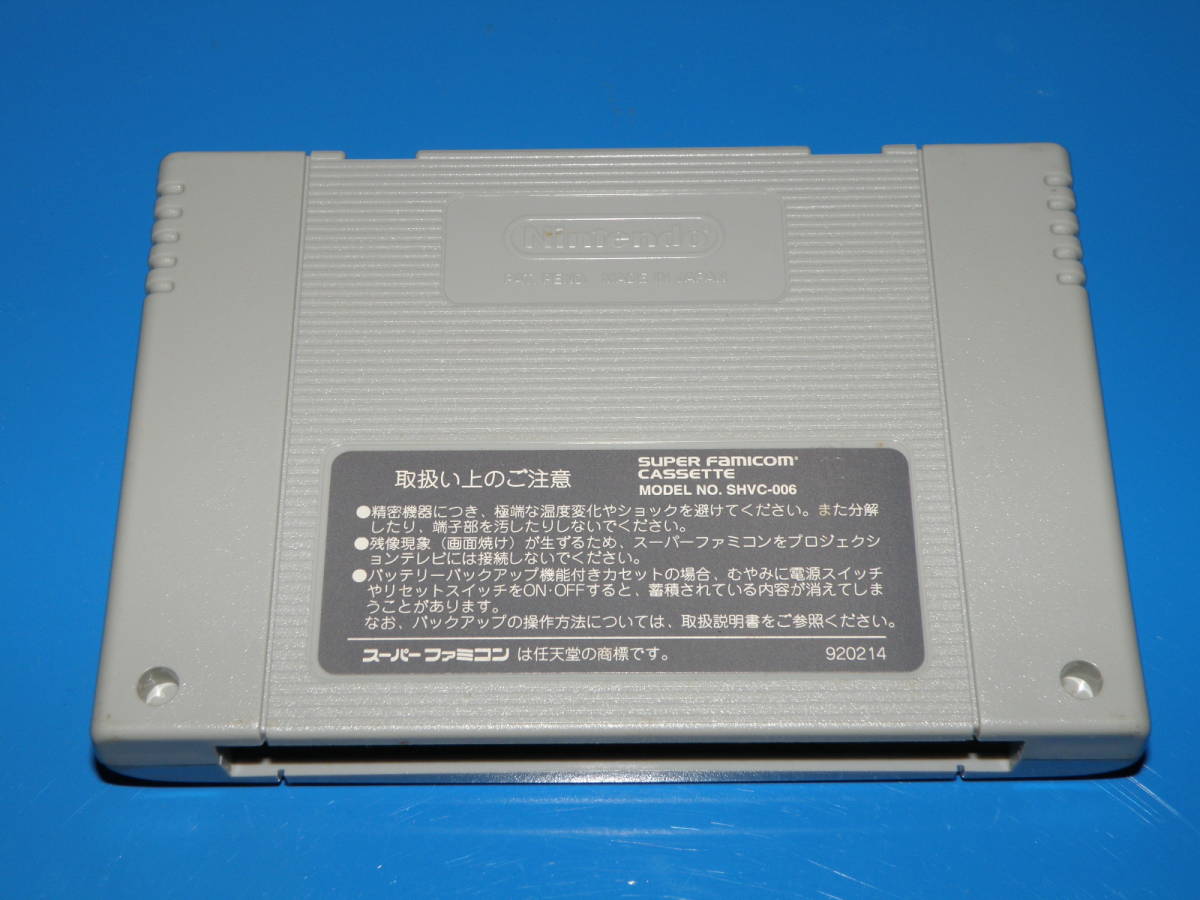 Nintendo
PAT. PEND. MADE IN JAPAN
取扱い上のご注意
SUPER FAMICOM
CASSETTE
MODEL NO. SHVC-006
●精密機器につき、極端な温度変化やショックを避けてください。また分解
したり、端子部を汚したりしないでください。
●残像現象（画面焼け）が生ずるため、スーパーファミコンをプロジェクシ
ョンテレビには接続しないでください。
●バッテリーバックアップ機能付きカセットの場合、むやみに電源スイッチ
やリセットスイッチをON･OFFすると、蓄積されている内容が消えてしま
うことがあります。
なお、バックアップの操作方法については、取扱説明書をご参照ください。
スーパーファミコン は任天堂の商標です。 920214